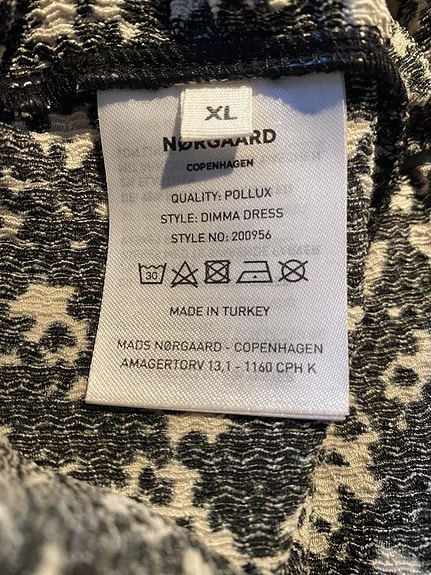 XL
NØRGAARD
COPENHAGEN
QUALITY: POLLUX
STYLE: DIMMA DRESS
STYLE NO: 200956
30
MADE IN TURKEY
MADS NØRGAARD - COPENHAGEN
AMAGERTORV 13,1 - 1160 CPH K